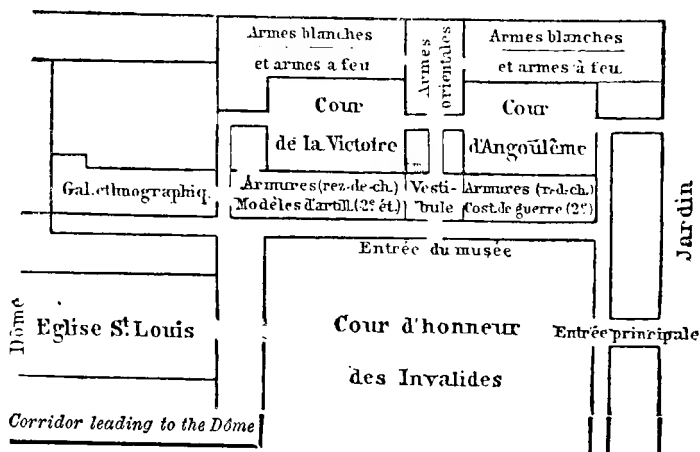 Armes blanches
et armes a feu
Armes
orientales
Armes blanches
et armes à feu.
Cour
de la Victoire
Cour
d'Angoulême
Gal. ethnographiq.
Armures (rez-de-ch.)
Modèles d'artill. (2e ét.)
Vesti-
bule
Armures (r.d.ch.)
Cost. de guerre (2e)
Entrée du musée
Jardin
Dôme
Eglise St. Louis
Cour d'honneur
des Invalides
Entrée principale
Corridor leading to the Dôme